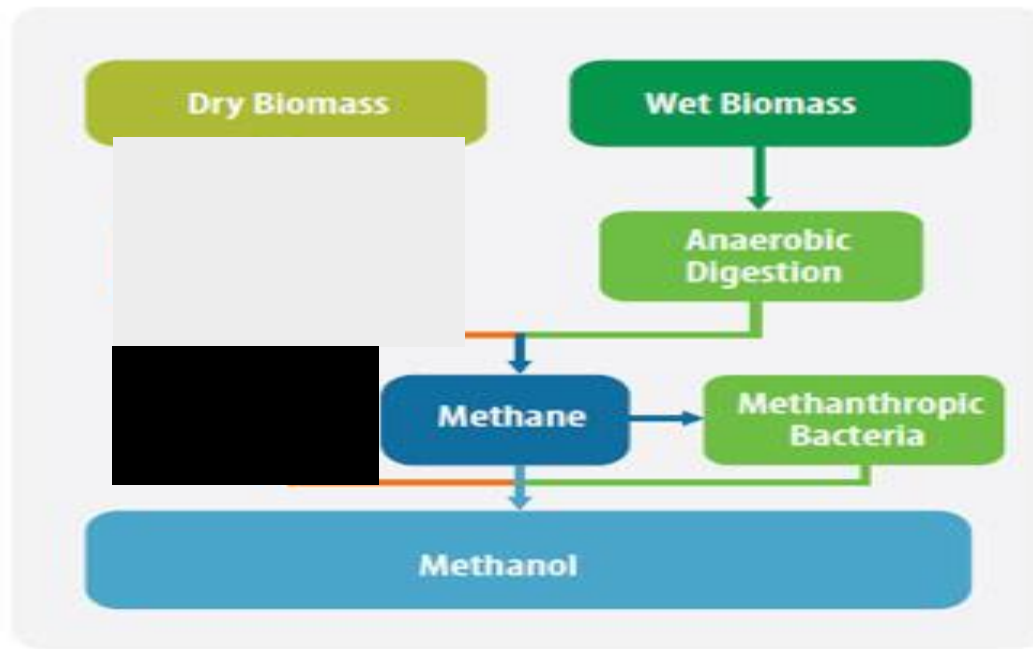 Dry Biomass
Wet Biomass
Anaerobic
Digestion
Methane
Methanthropic
Bacteria
Methanol